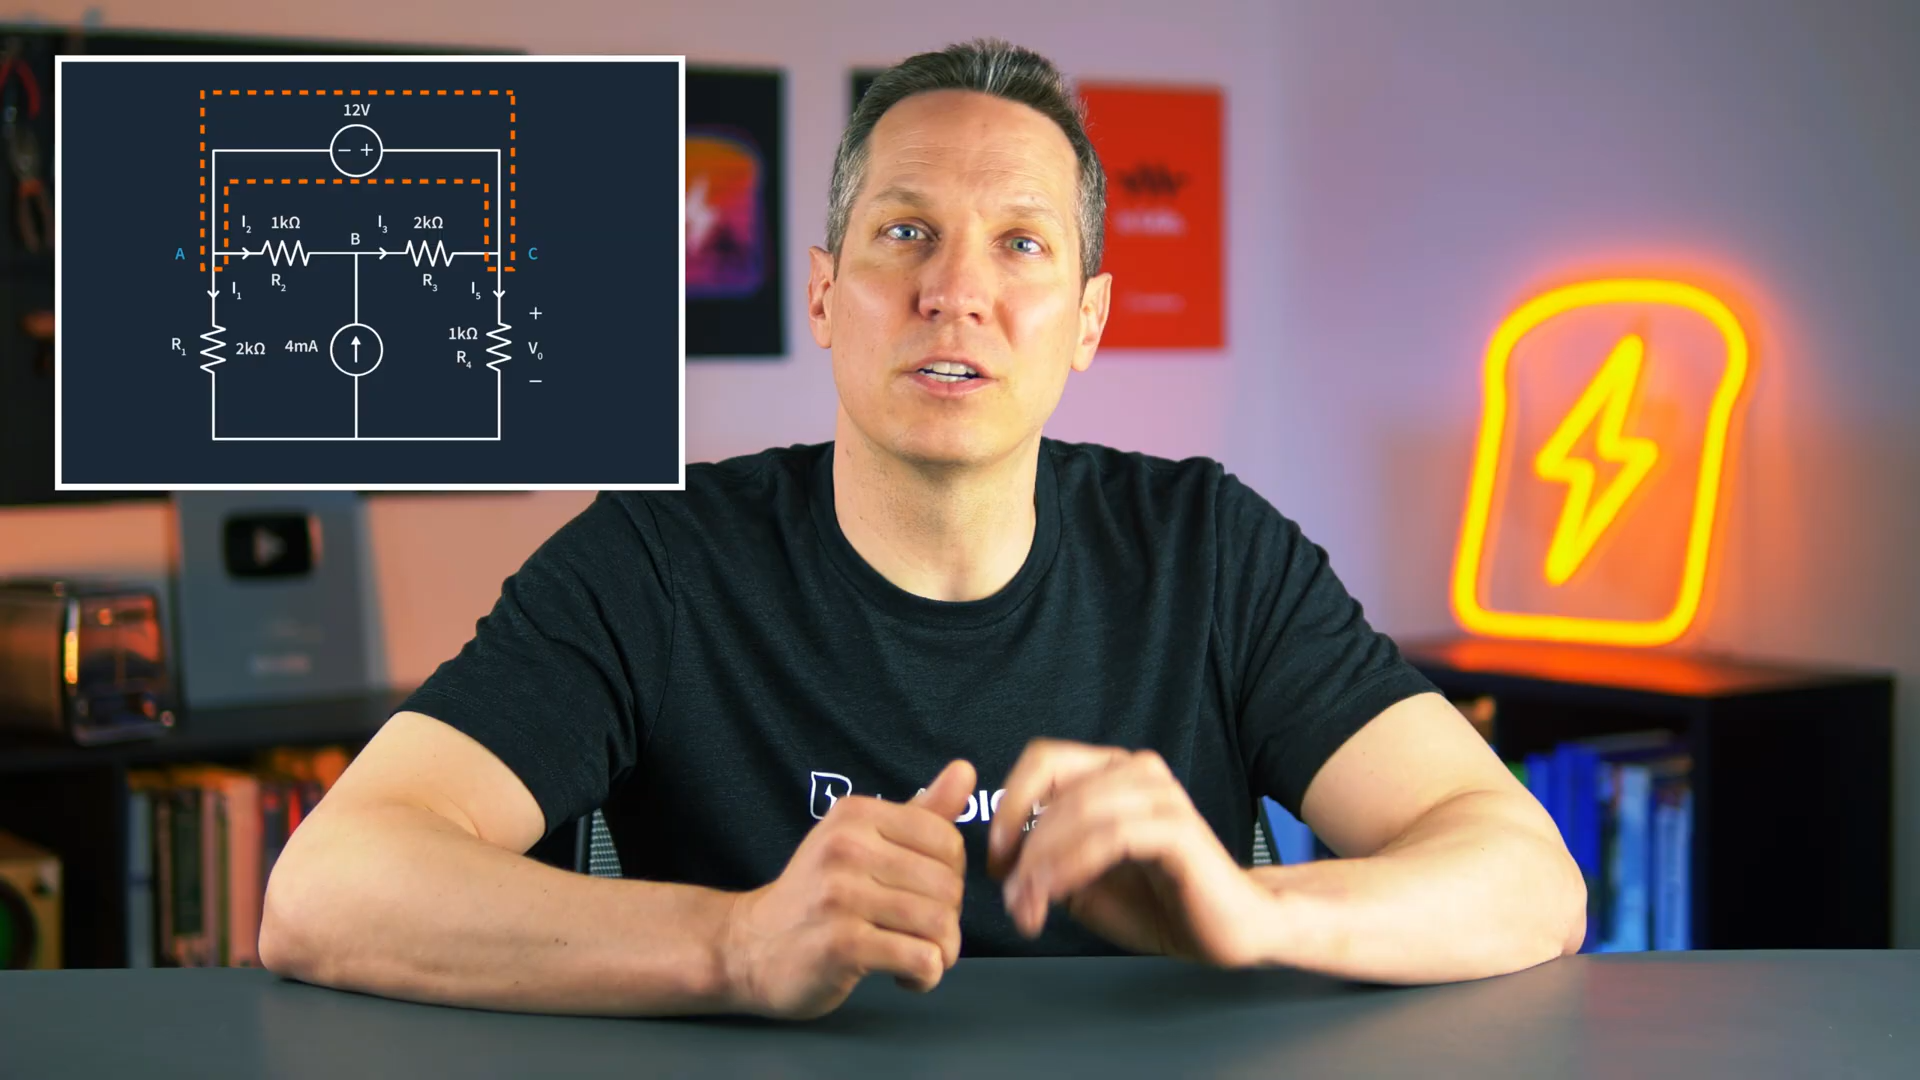 12V
− +
I2 1kΩ
I3 2kΩ
A
B
C
R2
R3
I1
I5
+
R1
2kΩ
4mA
1kΩ
R4
V0
−